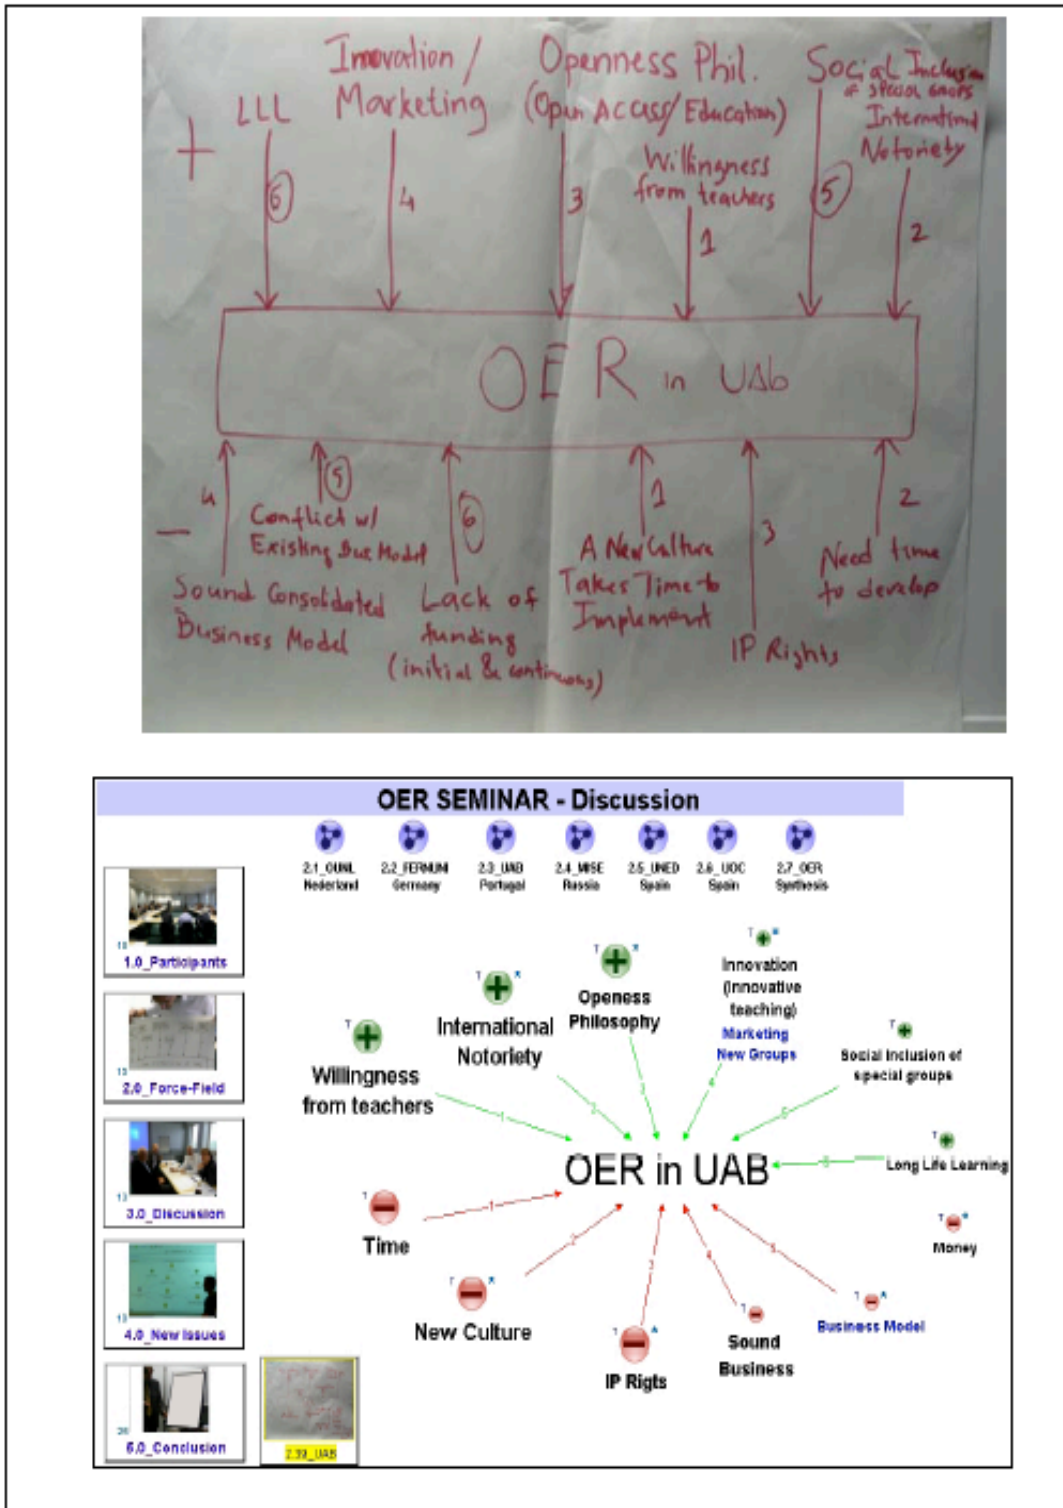 Innovation /
Marketing
Openness Phil.
(Open Access/Education)
Social Inclusion
of special groups
International
Notoriety
LLL
+
Willingness
from teachers
6
4
3
1
5
2
OER in UAb
4
5
6
1
3
2
−
Conflict w/
Existing Bus Model
Sound Consolidated
Business Model
Lack of
funding
(initial & continuous)
A New Culture
Takes Time to
Implement
IP Rights
Need time
to develop
OER SEMINAR - Discussion
2.1_OUNL
Nederland
2.2_FERNUNI
Germany
2.3_UAB
Portugal
2.4_MISE
Russia
2.5_UNED
Spain
2.6_UOC
Spain
2.7_OER
Synthesis
1.0_Participants
2.0_Force-Field
3.0_Discussion
4.0_New Issues
5.0_Conclusion
2.39_UAB
Willingness
from teachers
International
Notoriety
Openess
Philosophy
Innovation
(Innovative
teaching)
Marketing
New Groups
Social Inclusion of
special groups
Long Life Learning
OER in UAB
Time
New Culture
IP Rigts
Sound
Business
Business Model
Money